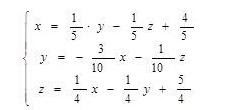 x = 1/5 · y − 1/5 z + 4/5
y = − 3/10 x − 1/10 z
z = 1/4 x − 1/4 y + 5/4